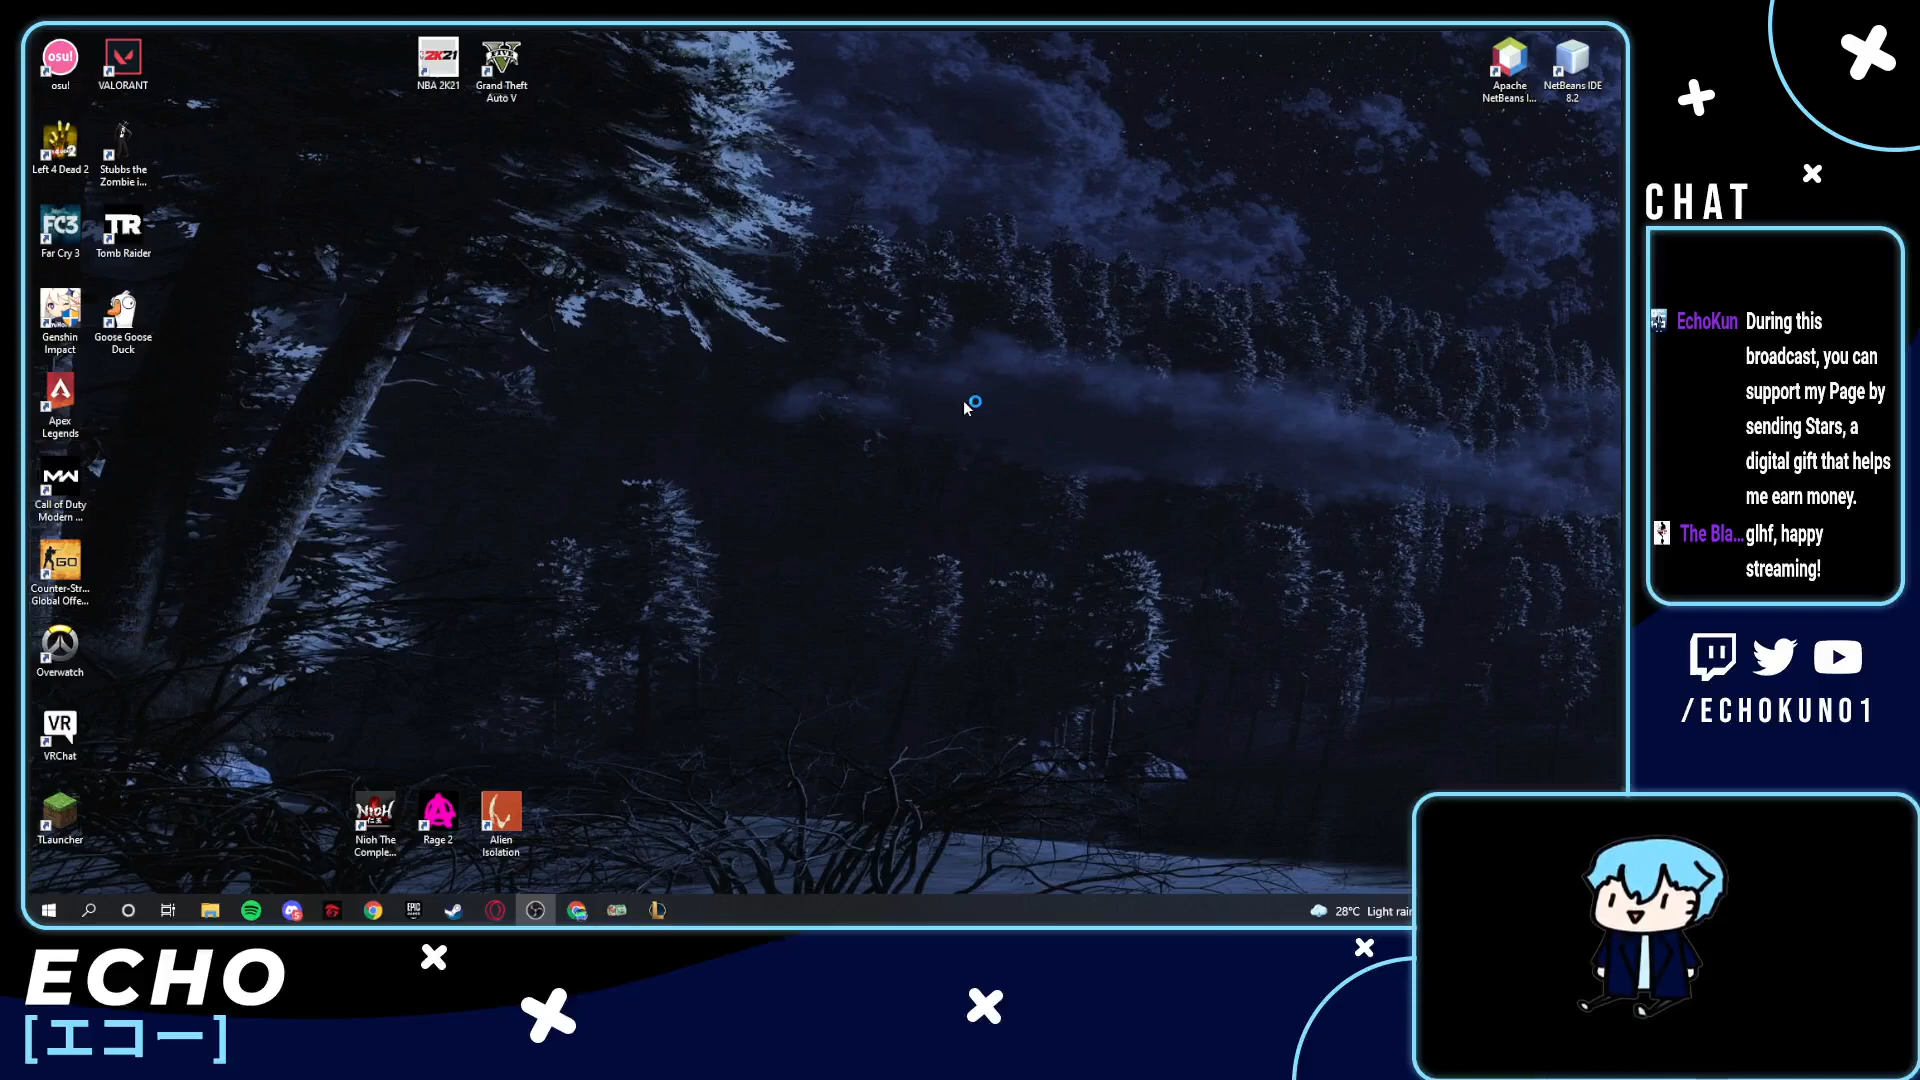 osu!
osu!
VALORANT
2K21
NBA 2K21
FIVE
Grand Theft
Auto V
Apache
NetBeans I...
NetBeans IDE
8.2
Left 4 Dead 2
Stubbs the
Zombie i...
FC3
Far Cry 3
TR
Tomb Raider
Genshin
Impact
Goose Goose
Duck
Apex
Legends
MW
Call of Duty
Modern ...
GO
Counter-Str...
Global Offe...
Overwatch
VR
VRChat
TLauncher
NIOH
Nioh The
Comple...
Rage 2
Alien
Isolation
EPIC
28°C Light rai
CHAT
EchoKun During this
broadcast, you can
support my Page by
sending Stars, a
digital gift that helps
me earn money.
The Bla... glhf, happy
streaming!
/ECHOKUN01
ECHO
[エコー]